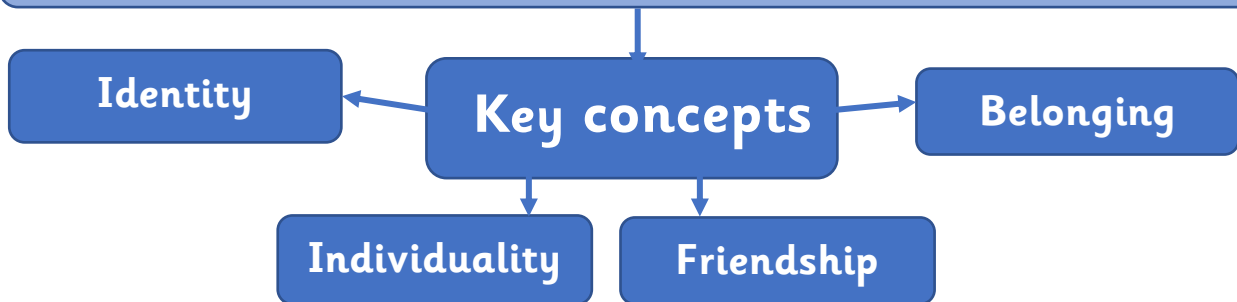 Identity
Key concepts
Belonging
Individuality
Friendship